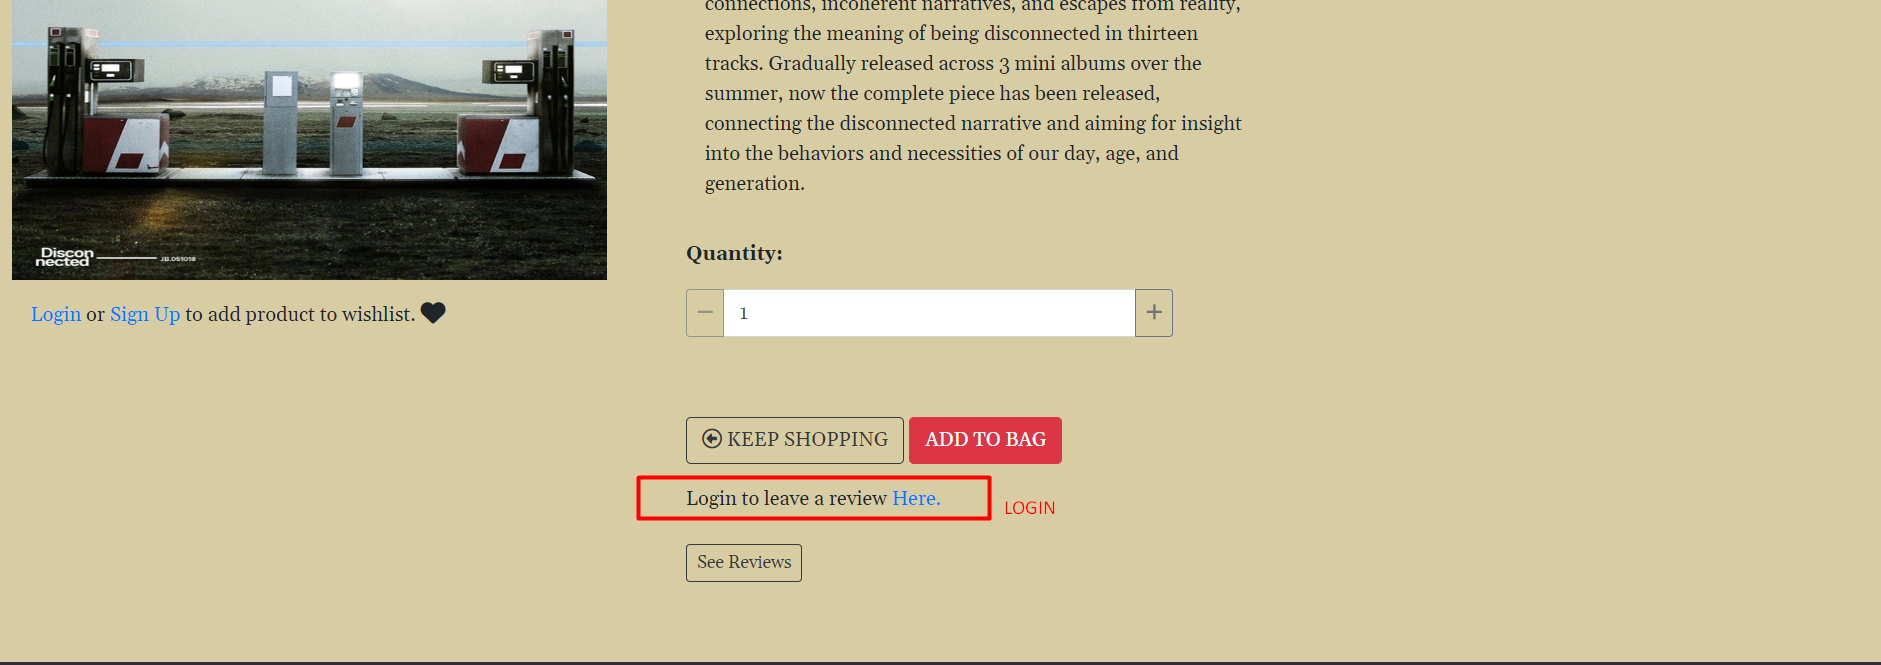 connections, incoherent narratives, and escapes from reality,
exploring the meaning of being disconnected in thirteen
tracks. Gradually released across 3 mini albums over the
summer, now the complete piece has been released,
connecting the disconnected narrative and aiming for insight
into the behaviors and necessities of our day, age, and
generation.
Discon
nected
JB.051018
Login or Sign Up to add product to wishlist.
Quantity:
1
KEEP SHOPPING
ADD TO BAG
Login to leave a review Here.
LOGIN
See Reviews